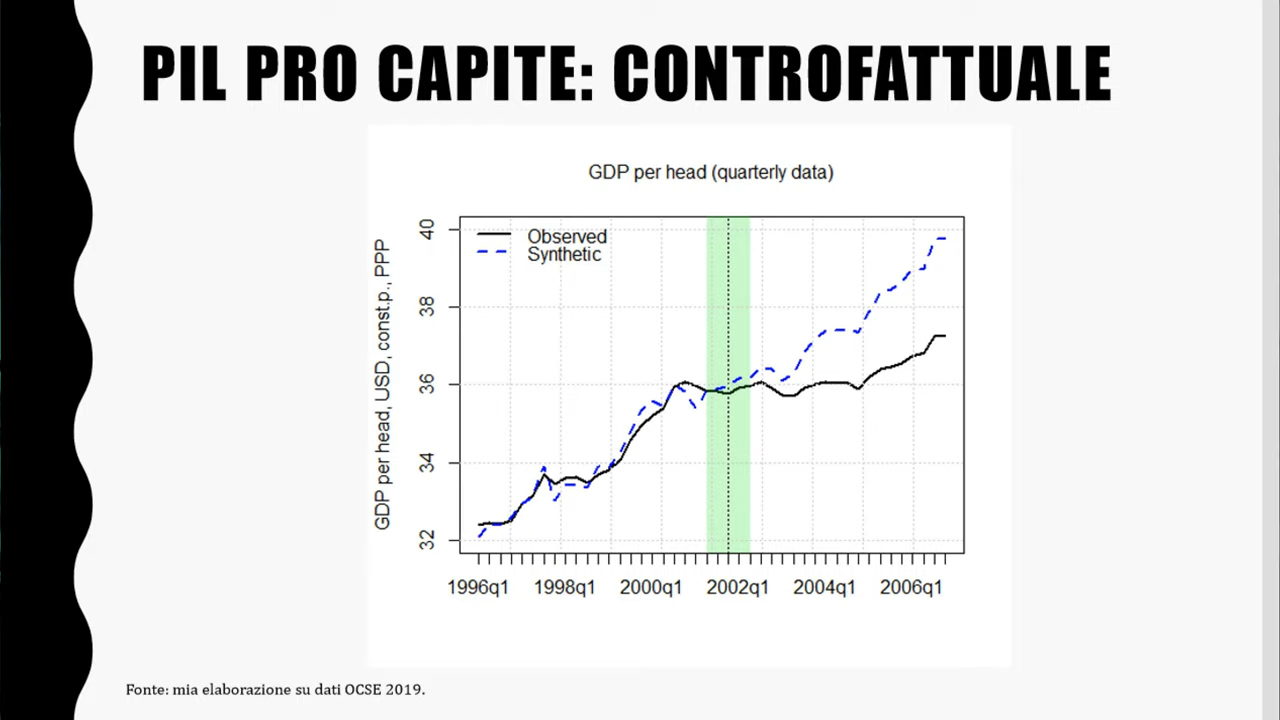 PIL PRO CAPITE: CONTROFATTUALE
GDP per head (quarterly data)
Observed
Synthetic
GDP per head, USD, const.p., PPP
40
38
36
34
32
1996q1 1998q1 2000q1 2002q1 2004q1 2006q1
Fonte: mia elaborazione su dati OCSE 2019.